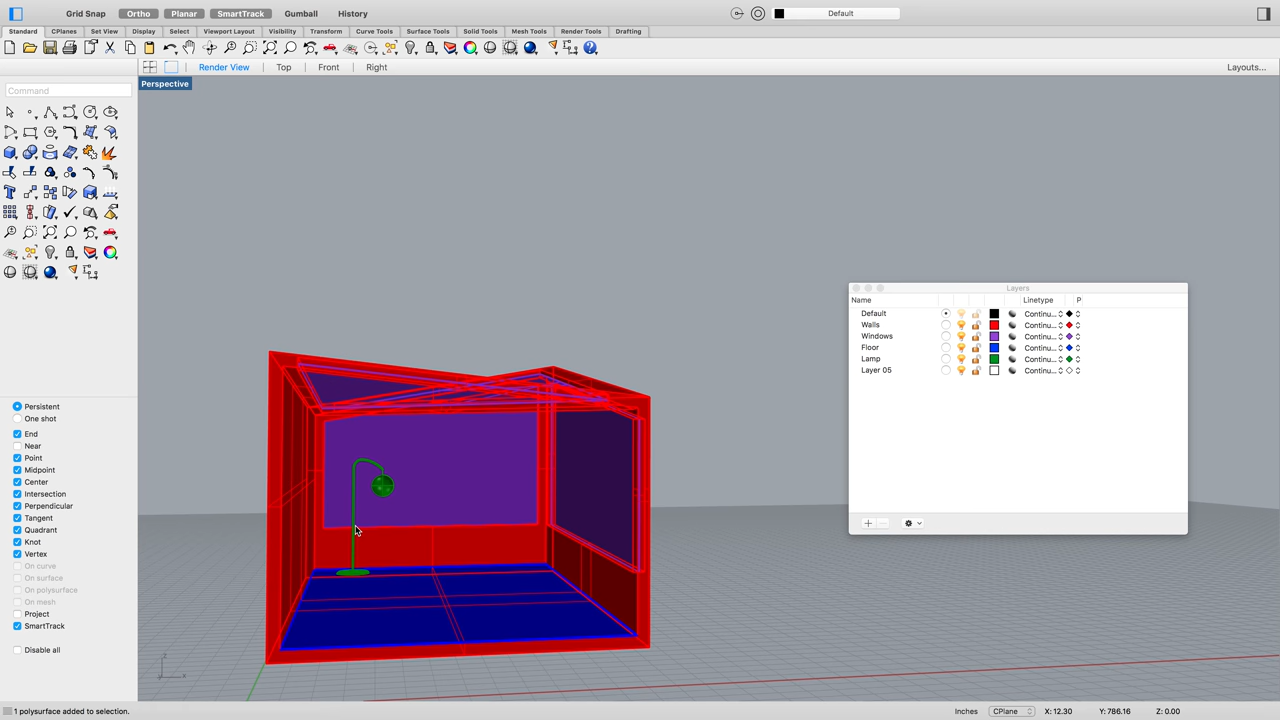 Grid Snap Ortho Planar SmartTrack Gumball History Default
Standard CPlanes Set View Display Select Viewport Layout Visibility Transform Curve Tools Surface Tools Solid Tools Mesh Tools Render Tools Drafting
Render View Top Front Right Layouts...
Perspective
Command
Layers
Name Linetype P
Default Continu...
Walls Continu...
Windows Continu...
Floor Continu...
Lamp Continu...
Layer 05 Continu...
Persistent
One shot
End
Near
Point
Midpoint
Center
Intersection
Perpendicular
Tangent
Quadrant
Knot
Vertex
On curve
On surface
On polysurface
On mesh
Project
SmartTrack
Disable all
z
x
1 polysurface added to selection. Inches CPlane X: 12.30 Y: 786.16 Z: 0.00